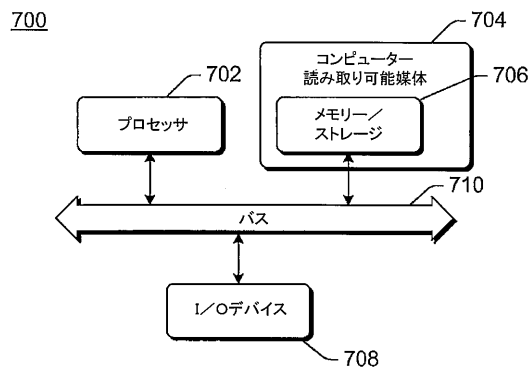 700
704
コンピューター
読み取り可能媒体
702
706
プロセッサ
メモリー／
ストレージ
710
バス
I／Oデバイス
708